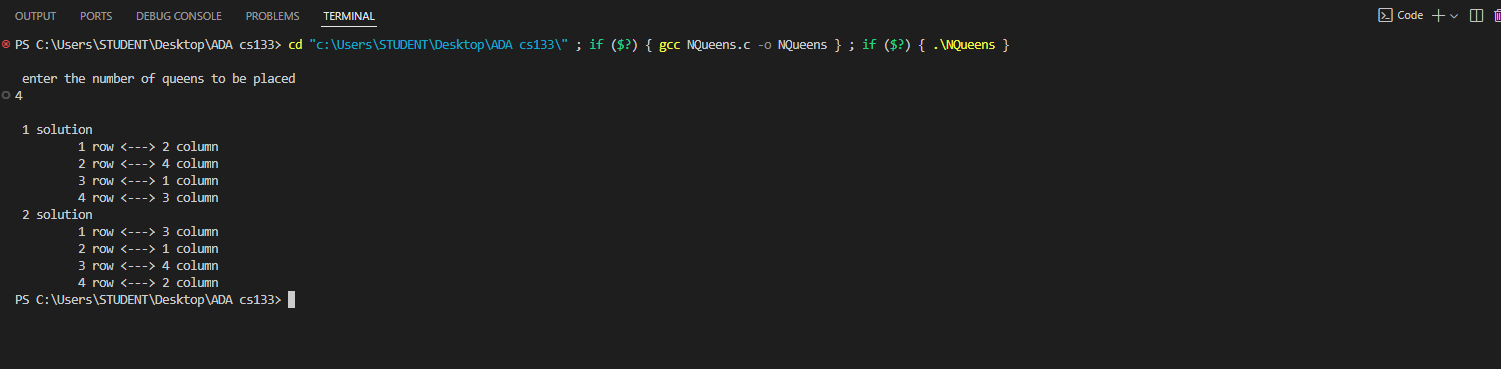 OUTPUT PORTS DEBUG CONSOLE PROBLEMS TERMINAL Code
PS C:\Users\STUDENT\Desktop\ADA cs133> cd "c:\Users\STUDENT\Desktop\ADA cs133\" ; if ($?) { gcc NQueens.c -o NQueens } ; if ($?) { .\NQueens }
enter the number of queens to be placed
4
1 solution
1 row <---> 2 column
2 row <---> 4 column
3 row <---> 1 column
4 row <---> 3 column
2 solution
1 row <---> 3 column
2 row <---> 1 column
3 row <---> 4 column
4 row <---> 2 column
PS C:\Users\STUDENT\Desktop\ADA cs133>